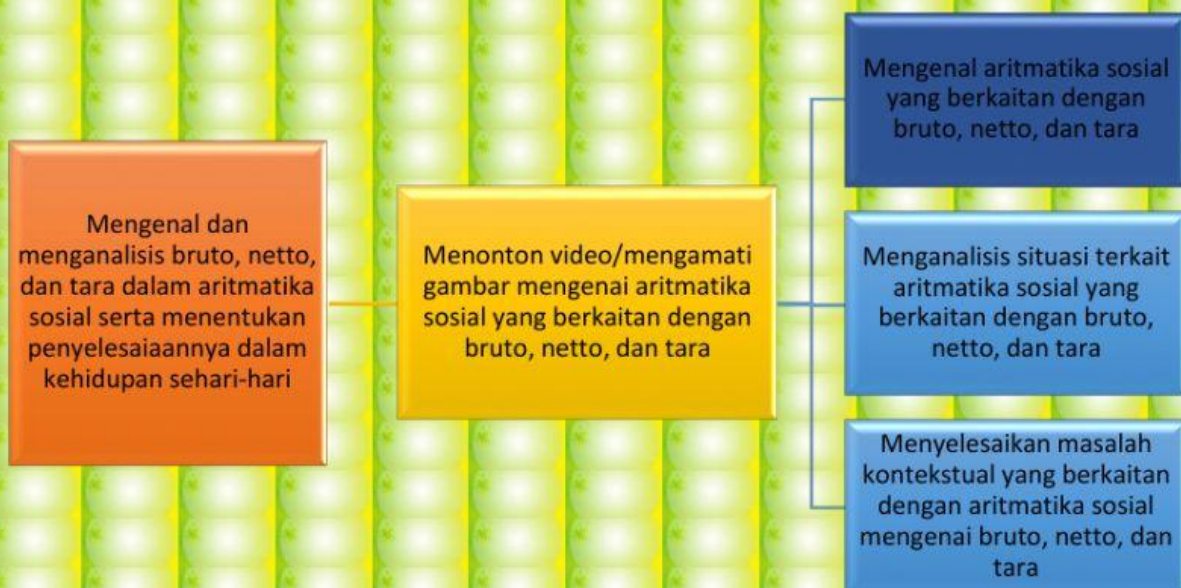 Mengenal dan
menganalisis bruto, netto,
dan tara dalam aritmatika
sosial serta menentukan
penyelesaiaannya dalam
kehidupan sehari-hari
Menonton video/mengamati
gambar mengenai aritmatika
sosial yang berkaitan dengan
bruto, netto, dan tara
Mengenal aritmatika sosial
yang berkaitan dengan
bruto, netto, dan tara
Menganalisis situasi terkait
aritmatika sosial yang
berkaitan dengan bruto,
netto, dan tara
Menyelesaikan masalah
kontekstual yang berkaitan
dengan aritmatika sosial
mengenai bruto, netto, dan
tara